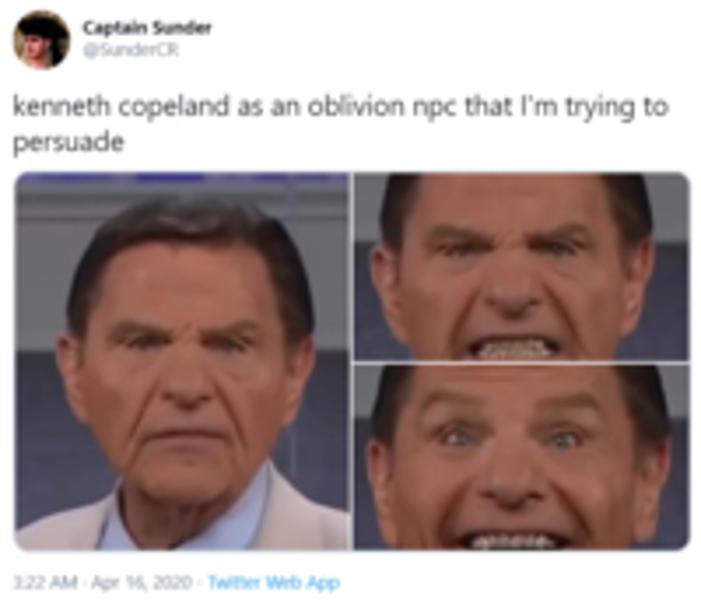 Captain Sunder
@SunderCR
kenneth copeland as an oblivion npc that I'm trying to
persuade
3:22 AM · Apr 16, 2020 · Twitter Web App